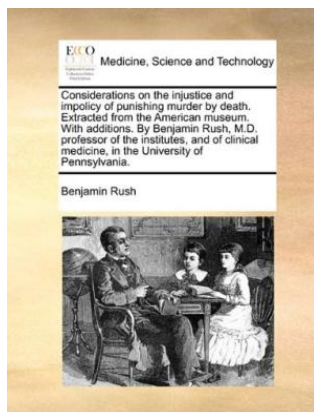 ECCO
Medicine, Science and Technology
Considerations on the injustice and
impolicy of punishing murder by death.
Extracted from the American museum.
With additions. By Benjamin Rush, M.D.
professor of the institutes, and of clinical
medicine, in the University of
Pennsylvania.
Benjamin Rush